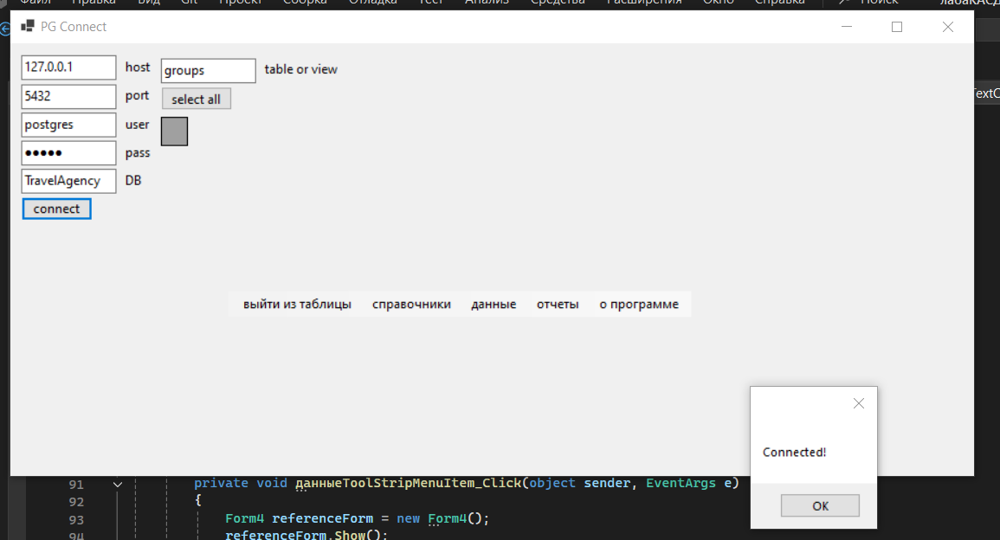 Файл Правка Вид Git Проект Сборка Отладка Тест Анализ Средства Расширения Окно Справка Поиск лабаКАСД
PG Connect
127.0.0.1 host groups table or view
5432 port select all
postgres user
●●●●● pass
TravelAgency DB
connect
выйти из таблицы справочники данные отчеты о программе
Connected!
OK
91 private void данныеToolStripMenuItem_Click(object sender, EventArgs e)
92 {
93 Form4 referenceForm = new Form4();
94 referenceForm.Show();